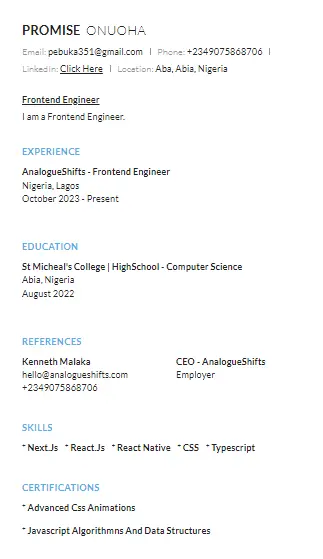 PROMISE ONUOHA
Email: pebuka351@gmail.com | Phone: +2349075868706 |
Linkedin: Click Here | Location: Aba, Abia, Nigeria
Frontend Engineer
I am a Frontend Engineer.
EXPERIENCE
AnalogueShifts - Frontend Engineer
Nigeria, Lagos
October 2023 - Present
EDUCATION
St Micheal's College | HighSchool - Computer Science
Abia, Nigeria
August 2022
REFERENCES
Kenneth Malaka CEO - AnalogueShifts
hello@analogueshifts.com Employer
+2349075868706
SKILLS
* Next.Js * React.Js * React Native * CSS * Typescript
CERTIFICATIONS
* Advanced Css Animations
* Javascript Algorithmns And Data Structures